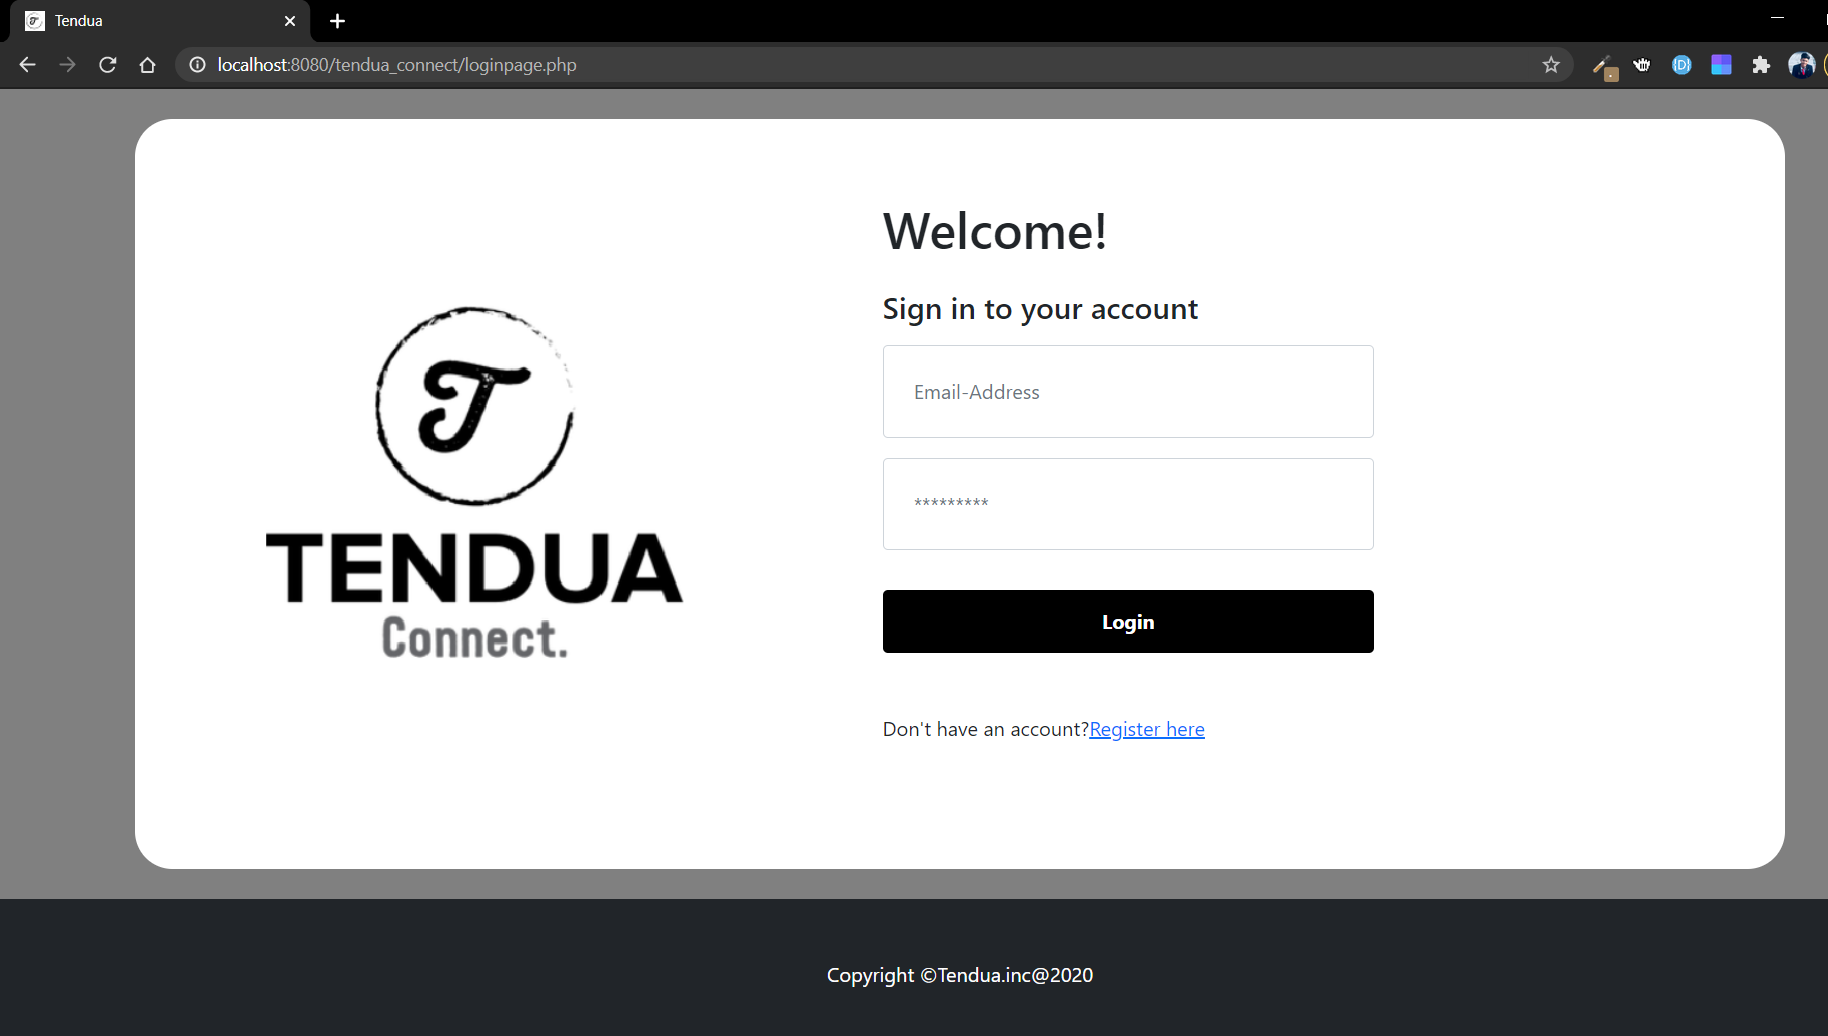 Tendua
localhost:8080/tendua_connect/loginpage.php
Welcome!
Sign in to your account
Email-Address
*********
Login
Don't have an account?Register here
T
TENDUA
Connect.
Copyright ©Tendua.inc@2020